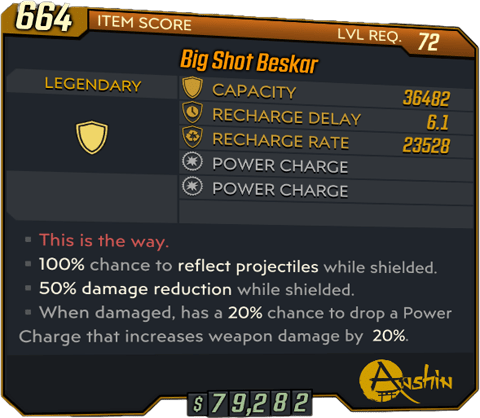 664 ITEM SCORE LVL REQ. 72
Big Shot Beskar
LEGENDARY
CAPACITY 36482
RECHARGE DELAY 6.1
RECHARGE RATE 23528
POWER CHARGE
POWER CHARGE
This is the way.
100% chance to reflect projectiles while shielded.
50% damage reduction while shielded.
When damaged, has a 20% chance to drop a Power
Charge that increases weapon damage by 20%.
Anshin
$79,282